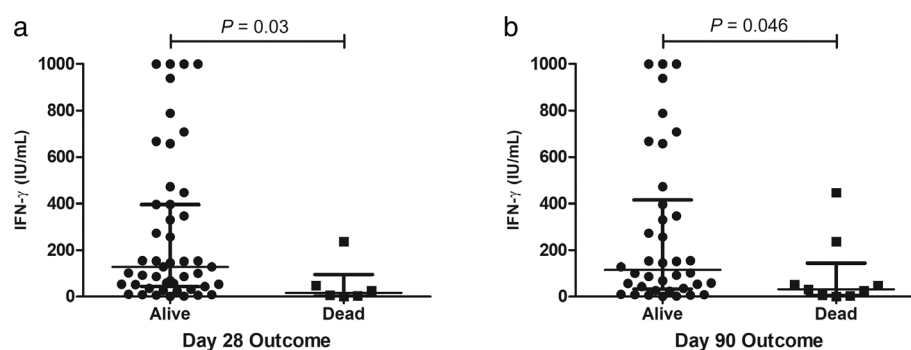 a
P = 0.03
1000
800
600
400
200
0
IFN-γ (IU/mL)
Alive
Dead
Day 28 Outcome
b
P = 0.046
1000
800
600
400
200
0
IFN-γ (IU/mL)
Alive
Dead
Day 90 Outcome